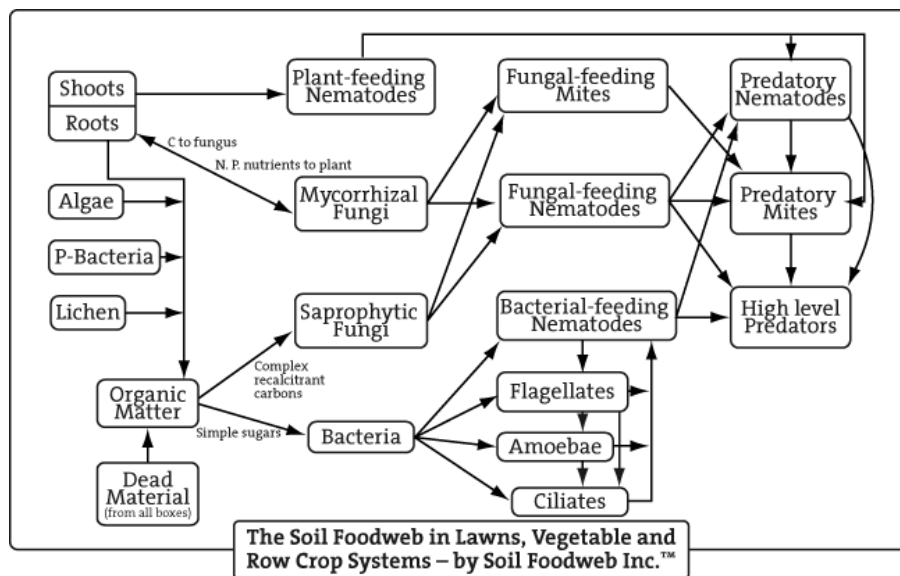 Shoots
Roots
Plant-feeding
Nematodes
Fungal-feeding
Mites
Predatory
Nematodes
C to fungus
N. P. nutrients to plant
Algae
Mycorrhizal
Fungi
Fungal-feeding
Nematodes
Predatory
Mites
P-Bacteria
Lichen
Saprophytic
Fungi
Bacterial-feeding
Nematodes
High level
Predators
Complex
recalcitrant
carbons
Organic
Matter
Simple sugars
Bacteria
Flagellates
Amoebae
Ciliates
Dead
Material
(from all boxes)
The Soil Foodweb in Lawns, Vegetable and
Row Crop Systems – by Soil Foodweb Inc.™